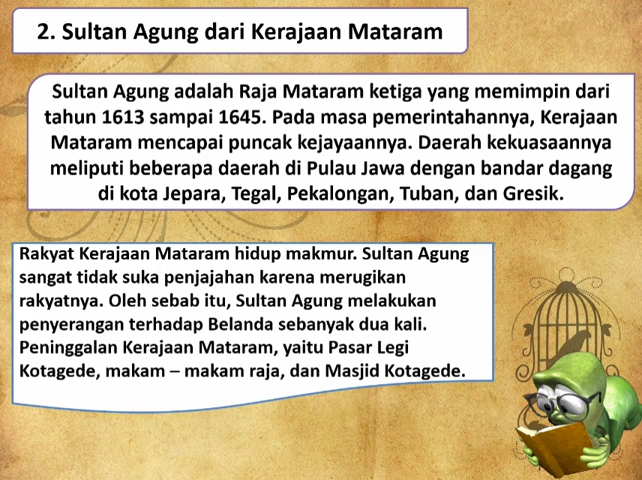 2. Sultan Agung dari Kerajaan Mataram
Sultan Agung adalah Raja Mataram ketiga yang memimpin dari
tahun 1613 sampai 1645. Pada masa pemerintahannya, Kerajaan
Mataram mencapai puncak kejayaannya. Daerah kekuasaannya
meliputi beberapa daerah di Pulau Jawa dengan bandar dagang
di kota Jepara, Tegal, Pekalongan, Tuban, dan Gresik.
Rakyat Kerajaan Mataram hidup makmur. Sultan Agung
sangat tidak suka penjajahan karena merugikan
rakyatnya. Oleh sebab itu, Sultan Agung melakukan
penyerangan terhadap Belanda sebanyak dua kali.
Peninggalan Kerajaan Mataram, yaitu Pasar Legi
Kotagede, makam – makam raja, dan Masjid Kotagede.